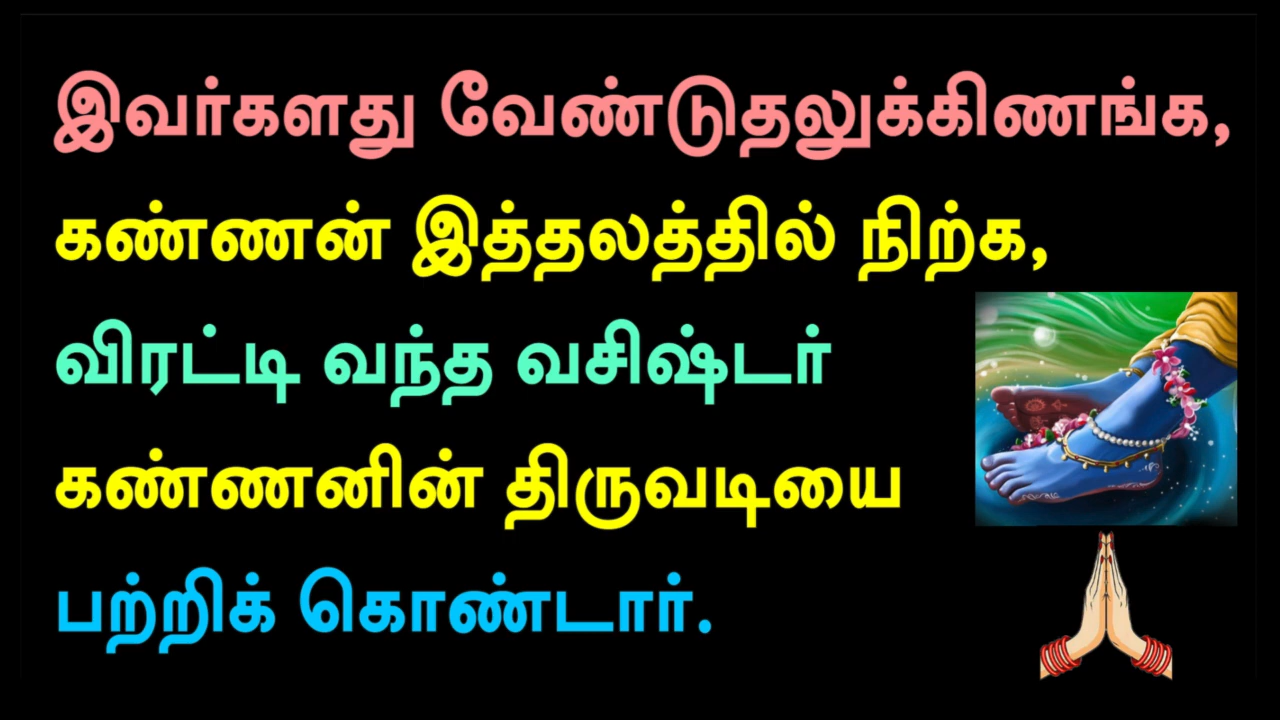 இவர்களது வேண்டுதலுக்கிணங்க,
கண்ணன் இத்தலத்தில் நிற்க,
விரட்டி வந்த வசிஷ்டர்
கண்ணனின் திருவடியை
பற்றிக் கொண்டார்.